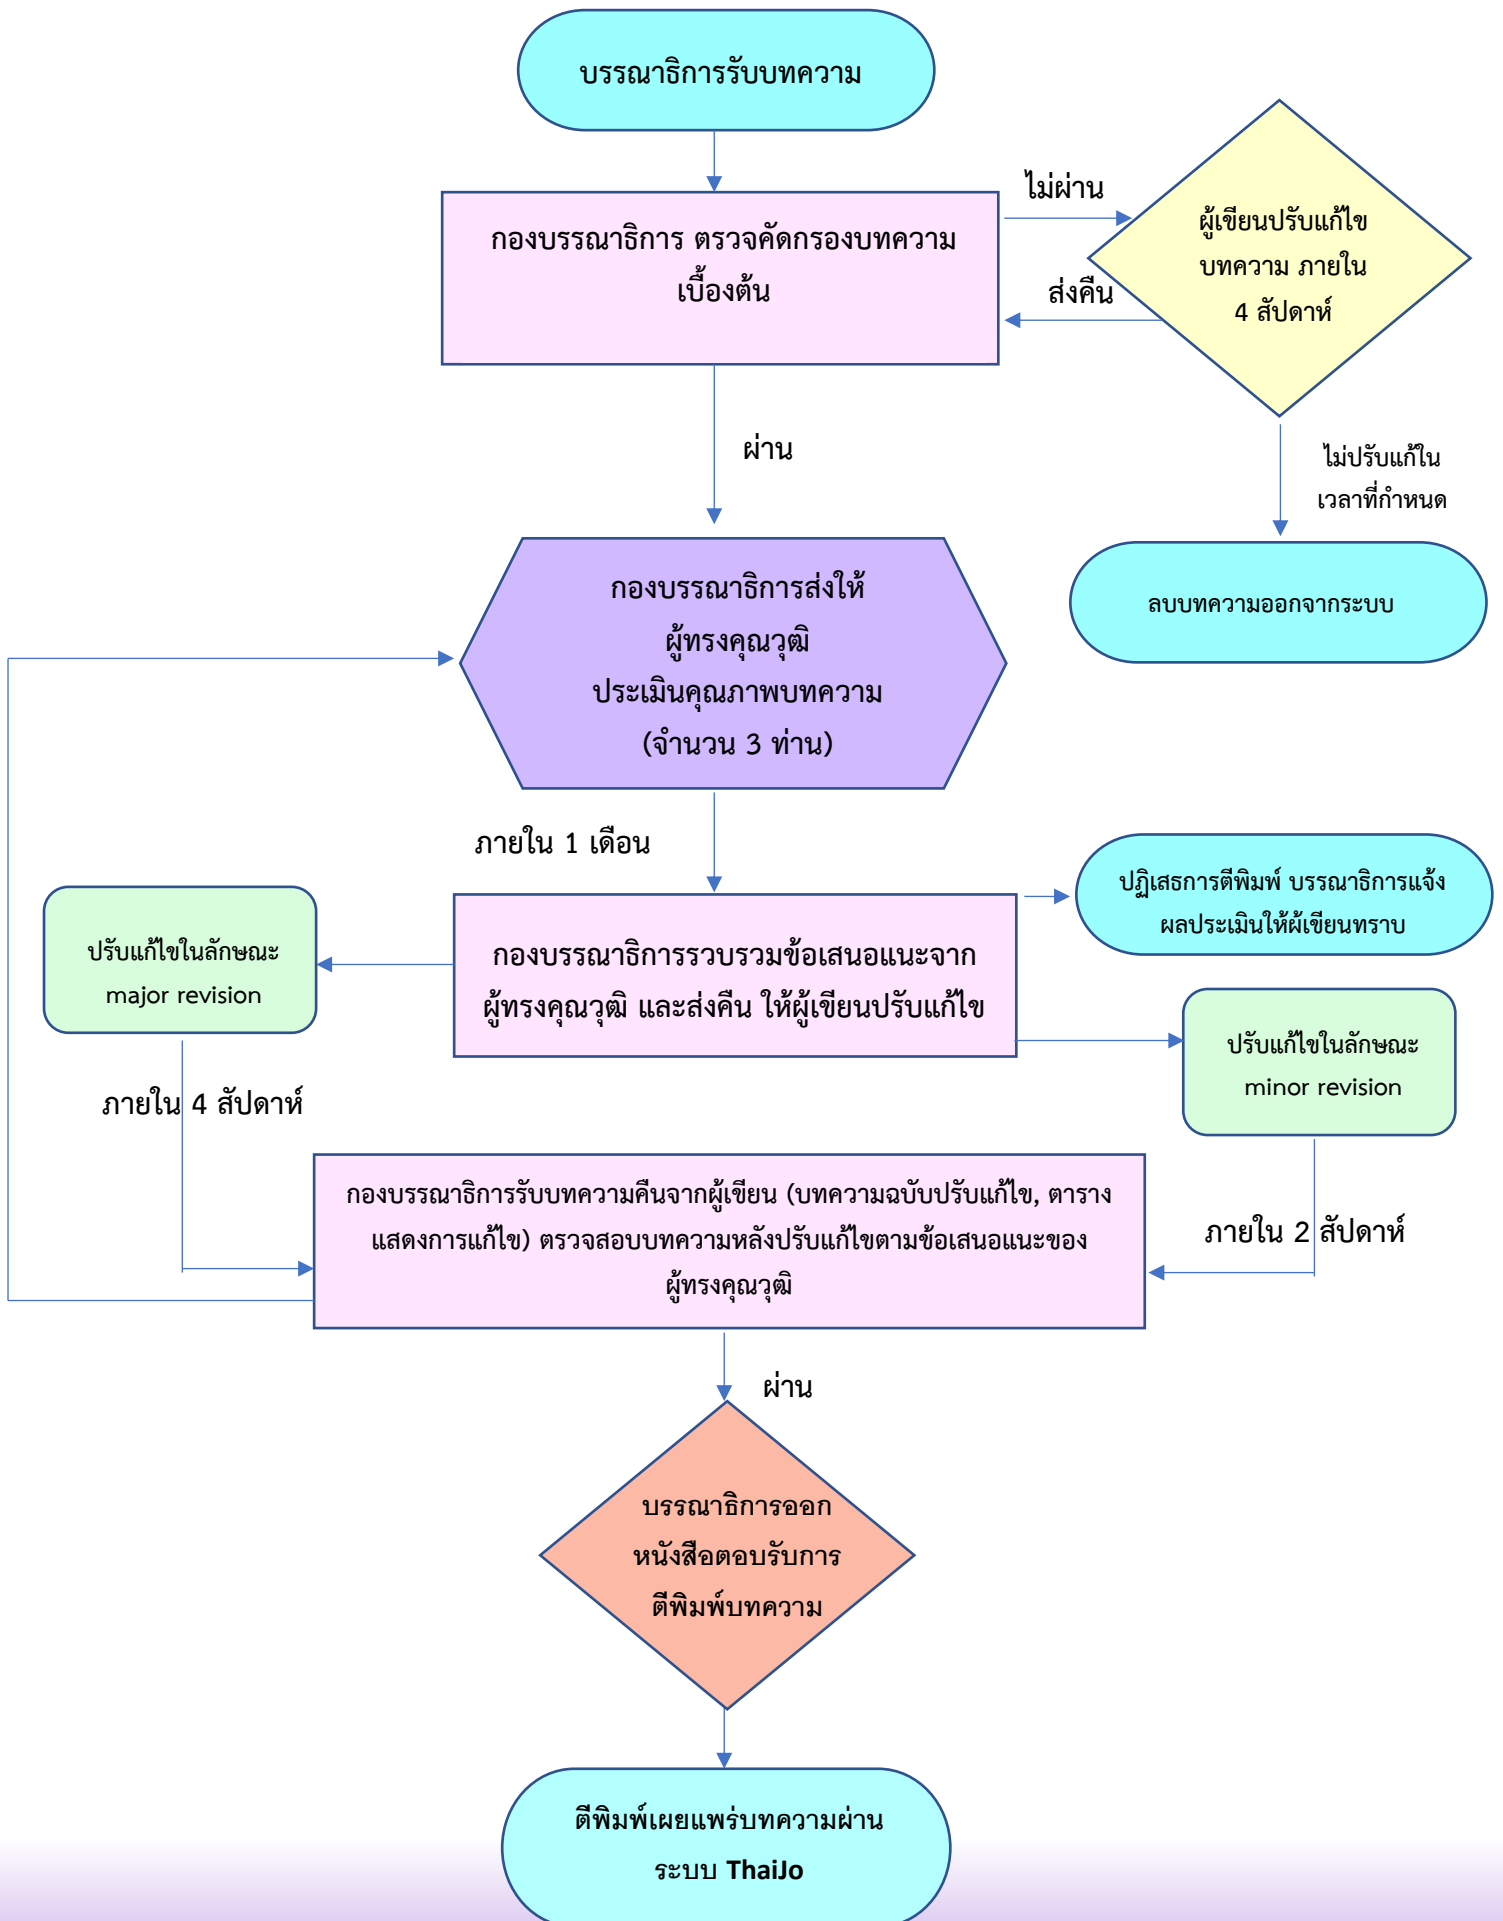 บรรณาธิการรับบทความ
ไม่ผ่าน
กองบรรณาธิการ ตรวจคัดกรองบทความ
เบื้องต้น
ผู้เขียนปรับแก้ไข
บทความ ภายใน
4 สัปดาห์
ส่งคืน
ผ่าน
ไม่ปรับแก้ใน
เวลาที่กำหนด
ลบบทความออกจากระบบ
กองบรรณาธิการส่งให้
ผู้ทรงคุณวุฒิ
ประเมินคุณภาพบทความ
(จำนวน 3 ท่าน)
ภายใน 1 เดือน
ปฏิเสธการตีพิมพ์ บรรณาธิการแจ้ง
ผลประเมินให้ผ้เขียนทราบ
ปรับแก้ไขในลักษณะ
major revision
กองบรรณาธิการรวบรวมข้อเสนอแนะจาก
ผู้ทรงคุณวุฒิ และส่งคืน ให้ผู้เขียนปรับแก้ไข
ปรับแก้ไขในลักษณะ
minor revision
ภายใน 4 สัปดาห์
กองบรรณาธิการรับบทความคืนจากผู้เขียน (บทความฉบับปรับแก้ไข, ตาราง
แสดงการแก้ไข) ตรวจสอบบทความหลังปรับแก้ไขตามข้อเสนอแนะของ
ผู้ทรงคุณวุฒิ
ภายใน 2 สัปดาห์
ผ่าน
บรรณาธิการออก
หนังสือตอบรับการ
ตีพิมพ์บทความ
ตีพิมพ์เผยแพร่บทความผ่าน
ระบบ ThaiJo